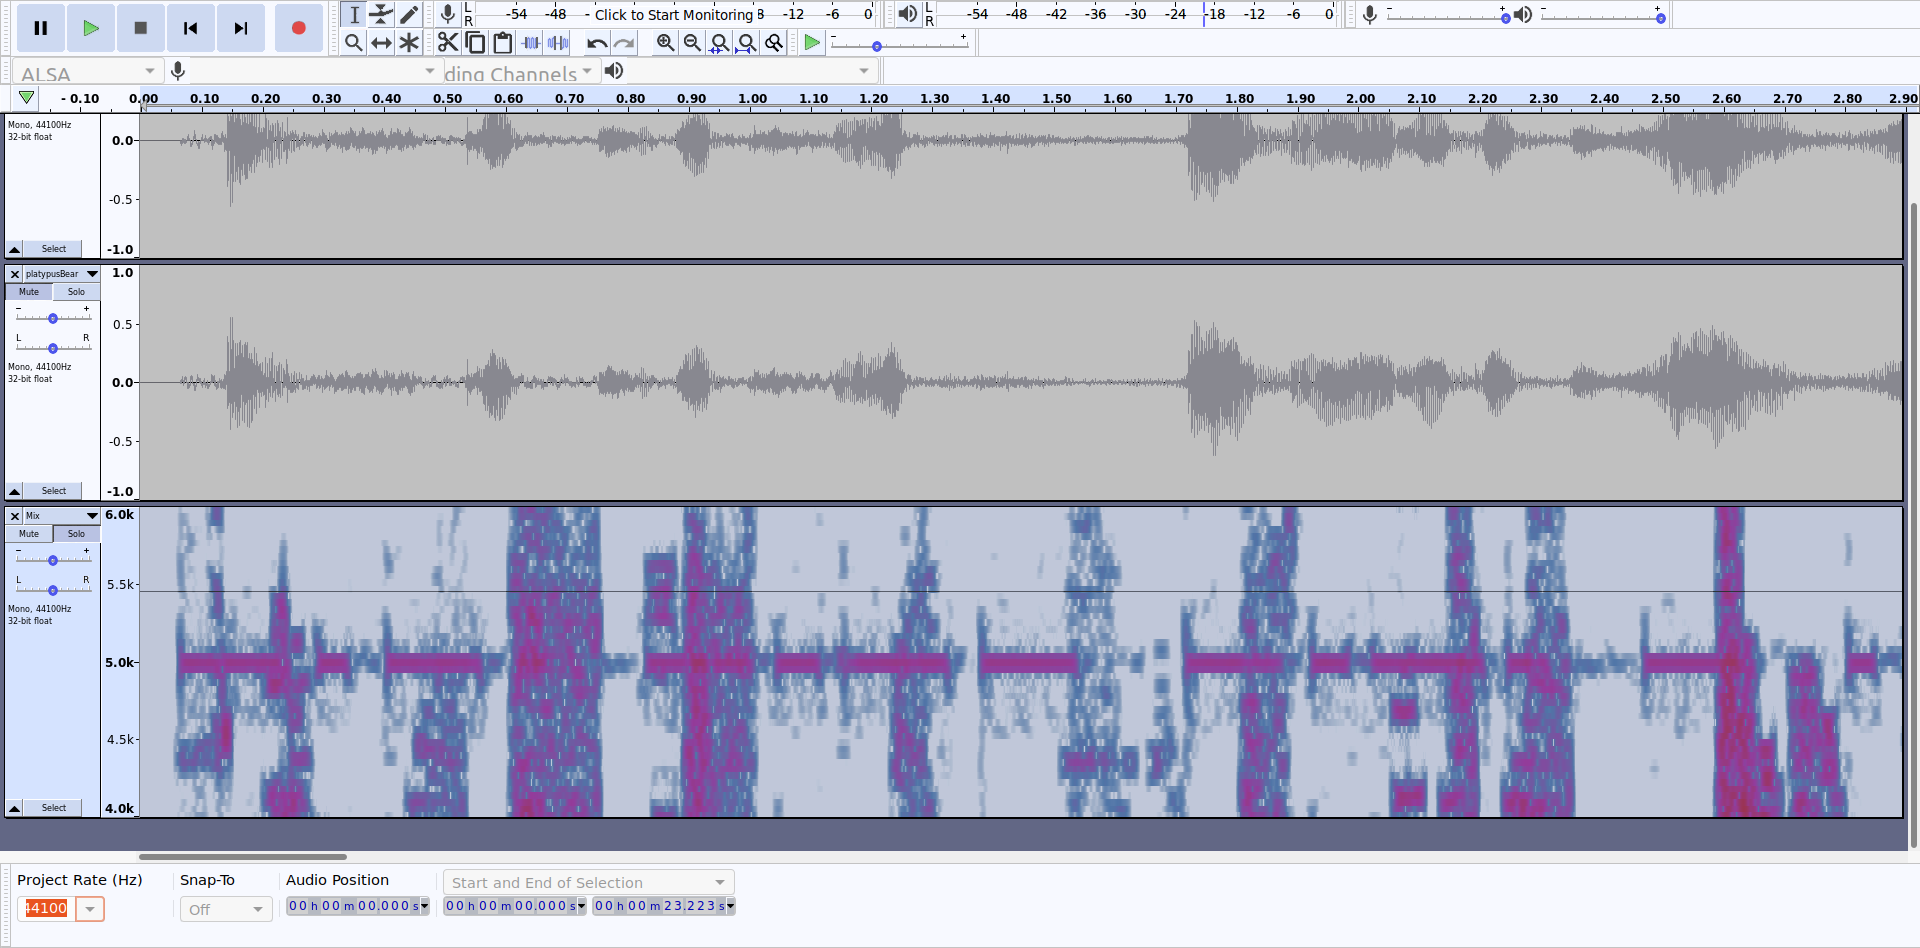 L
R
-54 -48 - Click to Start Monitoring 8 -12 -6 0
L
R
-54 -48 -42 -36 -30 -24 -18 -12 -6 0
- +
- +
- +
ALSA
ding Channels
- 0.10 0.00 0.10 0.20 0.30 0.40 0.50 0.60 0.70 0.80 0.90 1.00 1.10 1.20 1.30 1.40 1.50 1.60 1.70 1.80 1.90 2.00 2.10 2.20 2.30 2.40 2.50 2.60 2.70 2.80 2.90
Mono, 44100Hz
32-bit float
0.0
-0.5
-1.0
Select
platypusBear
Mute Solo
- +
L R
Mono, 44100Hz
32-bit float
Select
1.0
0.5
0.0
-0.5
-1.0
Mix
Mute Solo
- +
L R
Mono, 44100Hz
32-bit float
Select
6.0k
5.5k
5.0k
4.5k
4.0k
Project Rate (Hz) Snap-To Audio Position Start and End of Selection
44100 Off 00 h 00 m 00.000 s 00 h 00 m 00.000 s 00 h 00 m 23.223 s